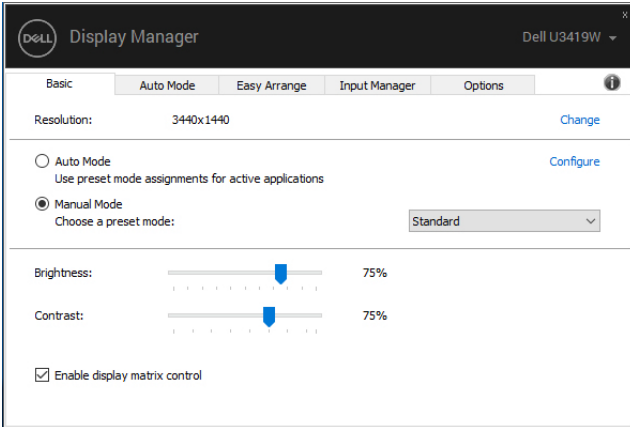 DELL Display Manager Dell U3419W
x
Basic Auto Mode Easy Arrange Input Manager Options
Resolution: 3440x1440 Change
Auto Mode Configure
Use preset mode assignments for active applications
Manual Mode
Choose a preset mode: Standard
Brightness: 75%
Contrast: 75%
Enable display matrix control